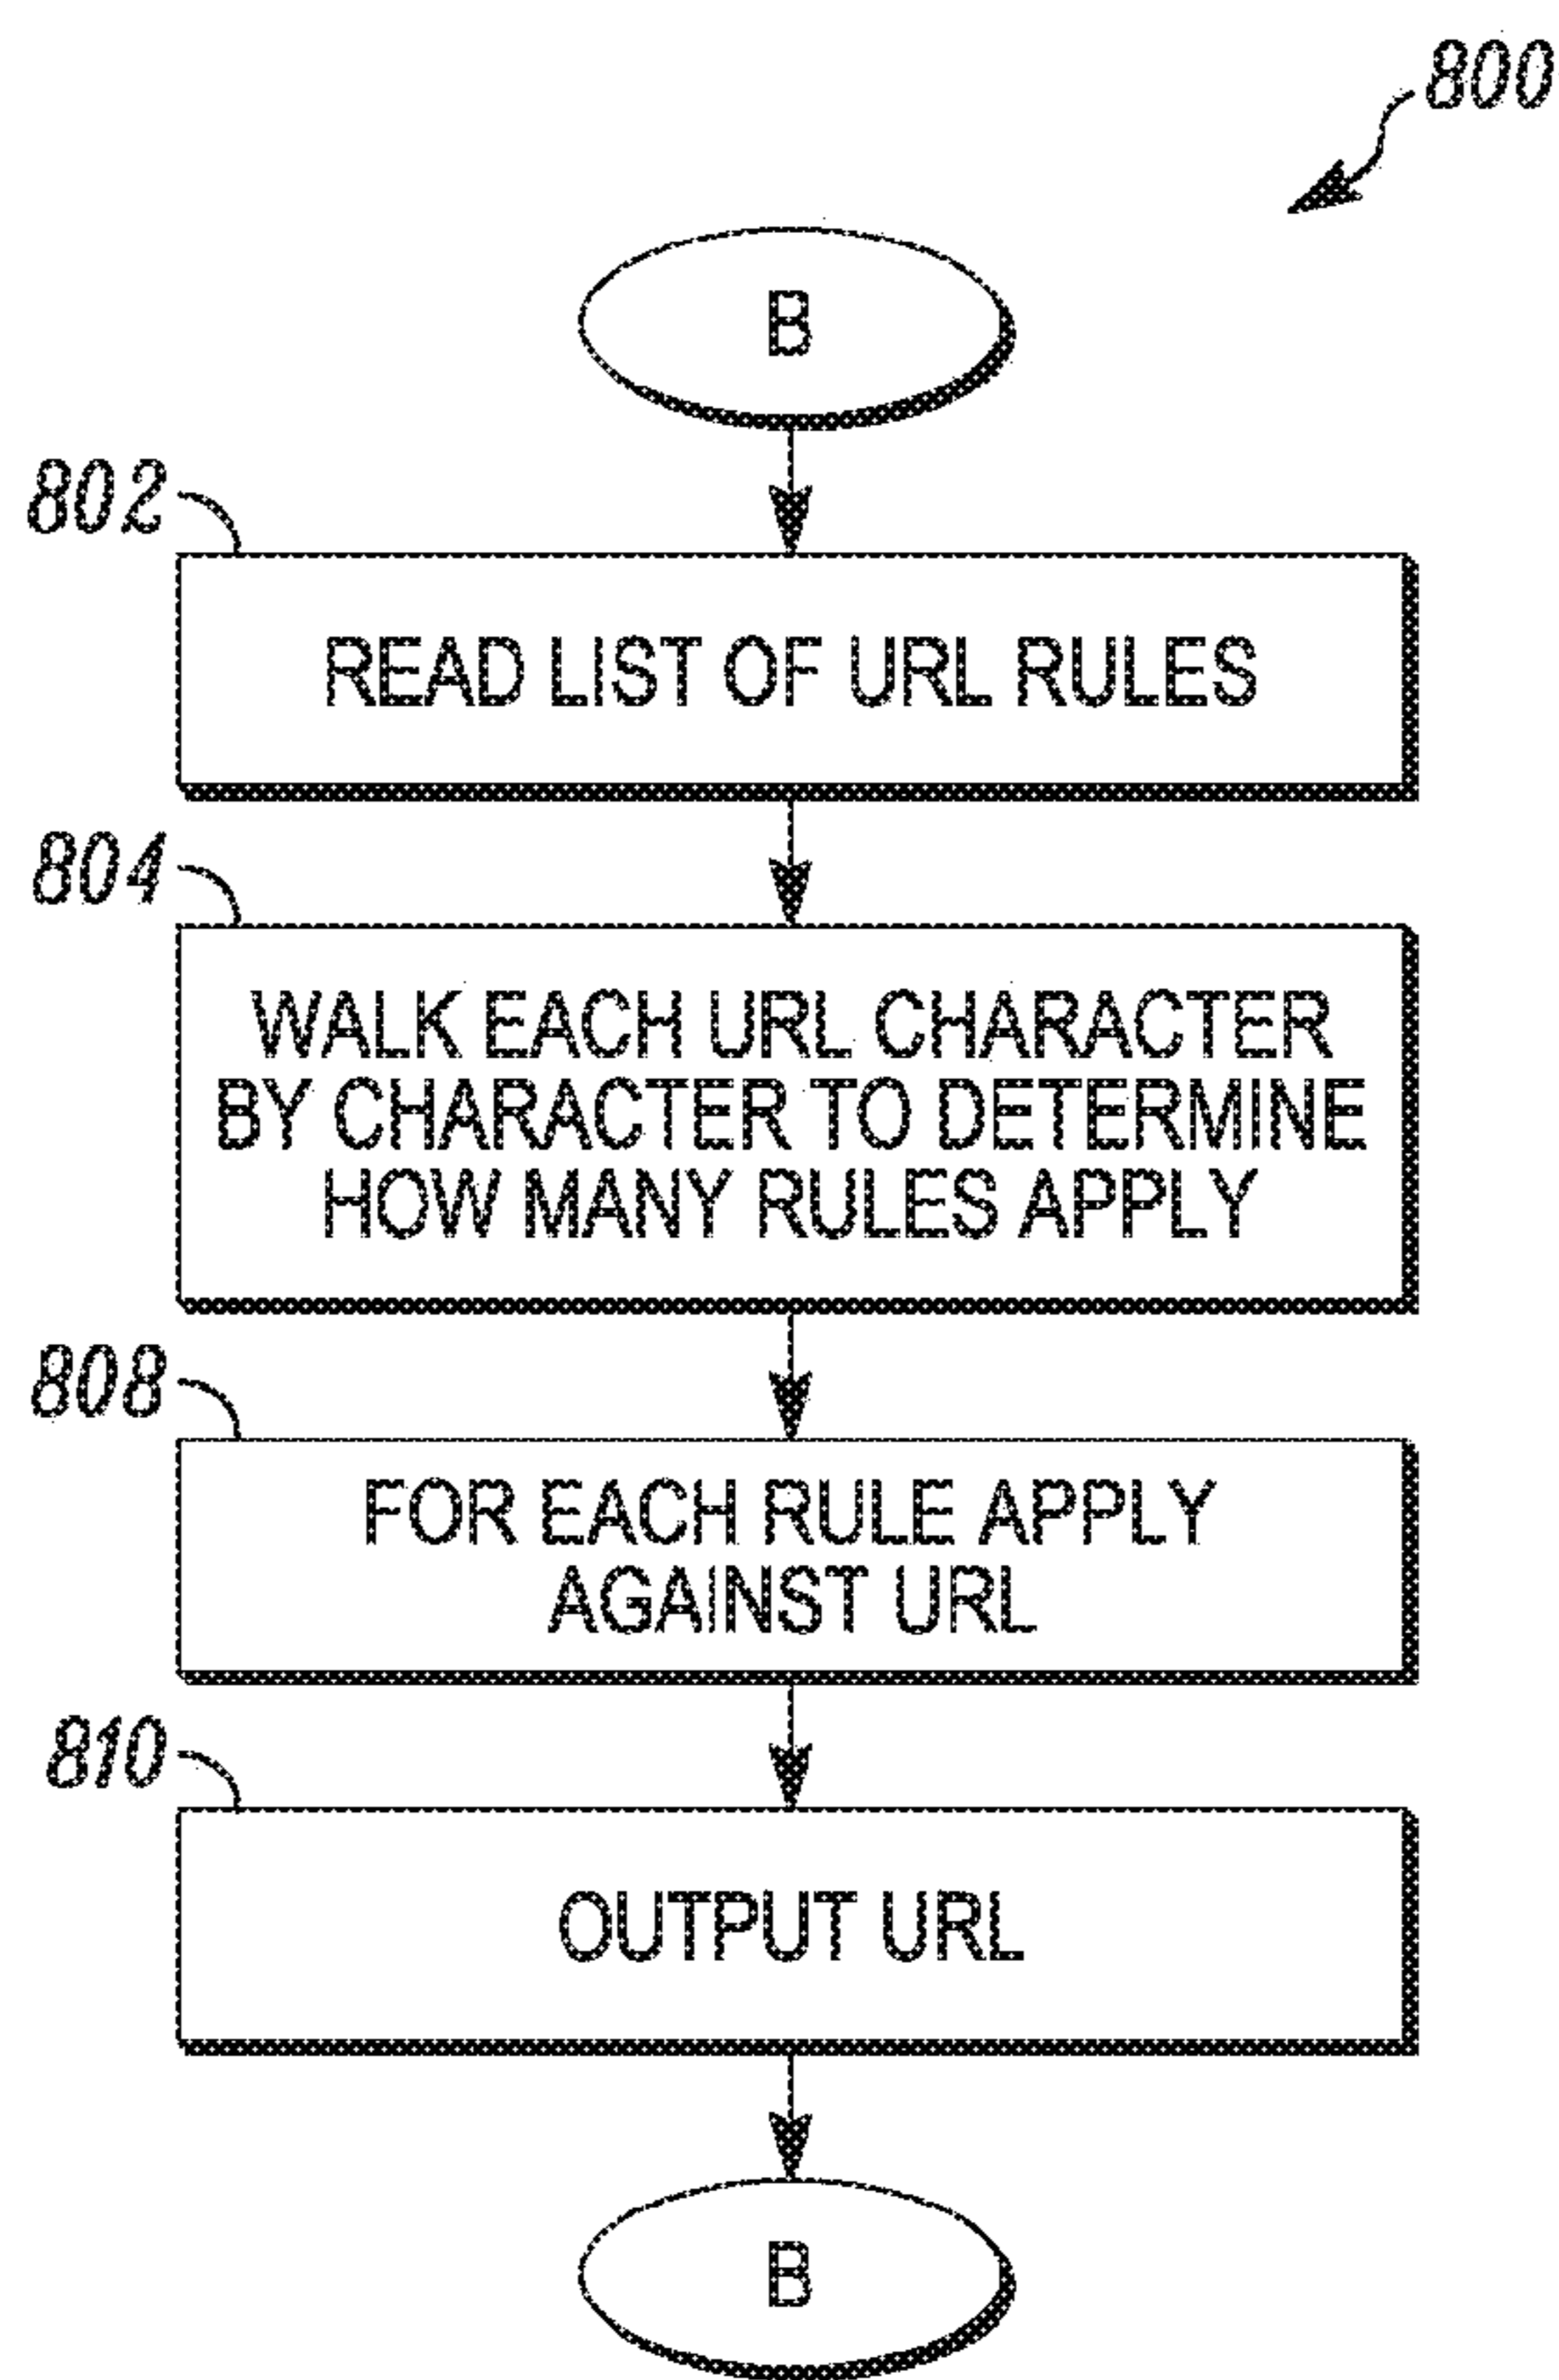 800
B
802
READ LIST OF URL RULES
804
WALK EACH URL CHARACTER
BY CHARACTER TO DETERMINE
HOW MANY RULES APPLY
808
FOR EACH RULE APPLY
AGAINST URL
810
OUTPUT URL
B